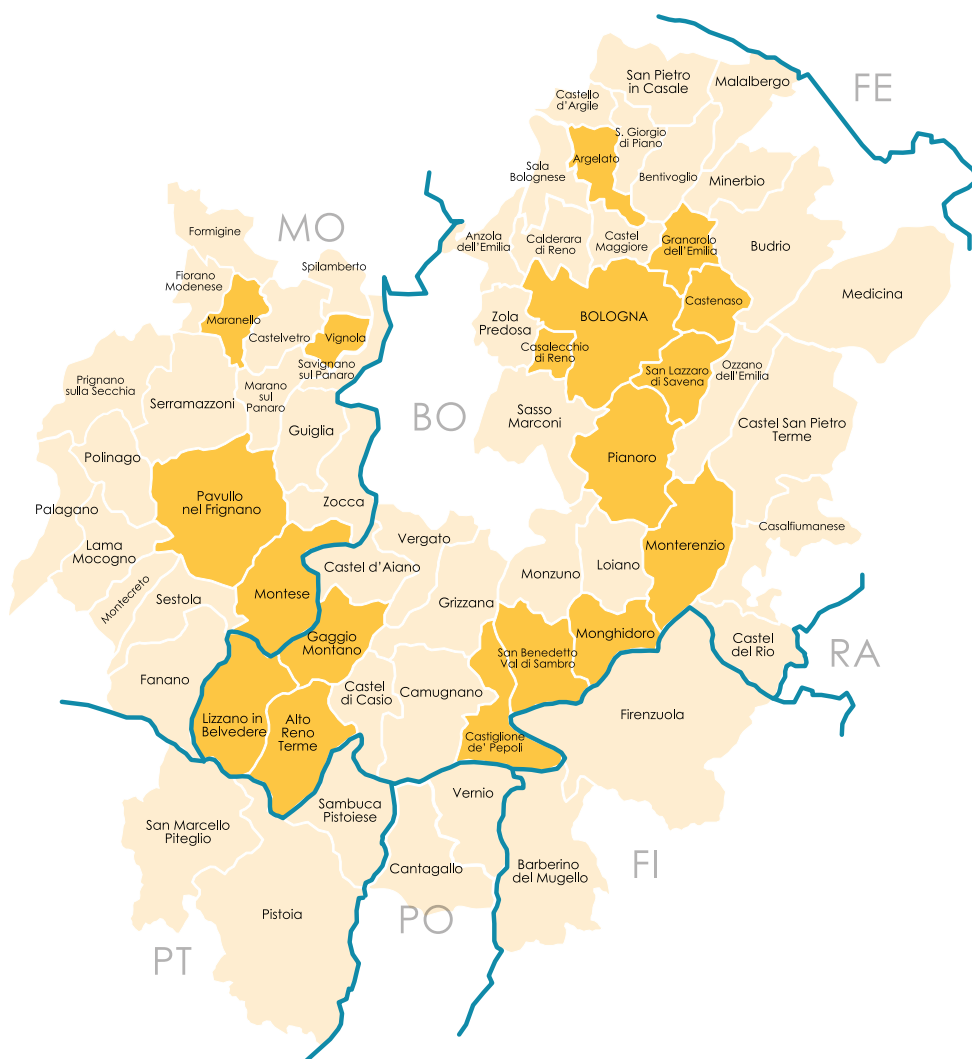 San Pietro
in Casale
Malalbergo
FE
Castello
d'Argile
S. Giorgio
di Piano
Argelato
Sala
Bolognese
Bentivoglio
Minerbio
Formigine
MO
Anzola
dell'Emilia
Calderara
di Reno
Castel
Maggiore
Granarolo
dell'Emilia
Budrio
Spilamberto
Fiorano
Modenese
Medicina
Castenaso
Maranello
Castelvetro
Vignola
Zola
Predosa
BOLOGNA
Casalecchio
di Reno
Savignano
sul Panaro
San Lazzaro
di Savena
Ozzano
dell'Emilia
Prignano
sulla Secchia
Serramazzoni
Marano
sul
Panaro
Guiglia
BO
Sasso
Marconi
Castel San Pietro
Terme
Polinago
Pianoro
Pavullo
nel Frignano
Zocca
Palagano
Casalfiumanese
Vergato
Lama
Mocogno
Castel d'Aiano
Monzuno
Loiano
Monterenzio
Montecreto
Sestola
Montese
Grizzana
Gaggio
Montano
San Benedetto
Val di Sambro
Monghidoro
Castel
del Rio
RA
Fanano
Castel
di Casio
Camugnano
Lizzano in
Belvedere
Alto
Reno
Terme
Firenzuola
Castiglione
de' Pepoli
Vernio
Sambuca
Pistoiese
San Marcello
Piteglio
Cantagallo
Barberino
del Mugello
FI
Pistoia
PO
PT